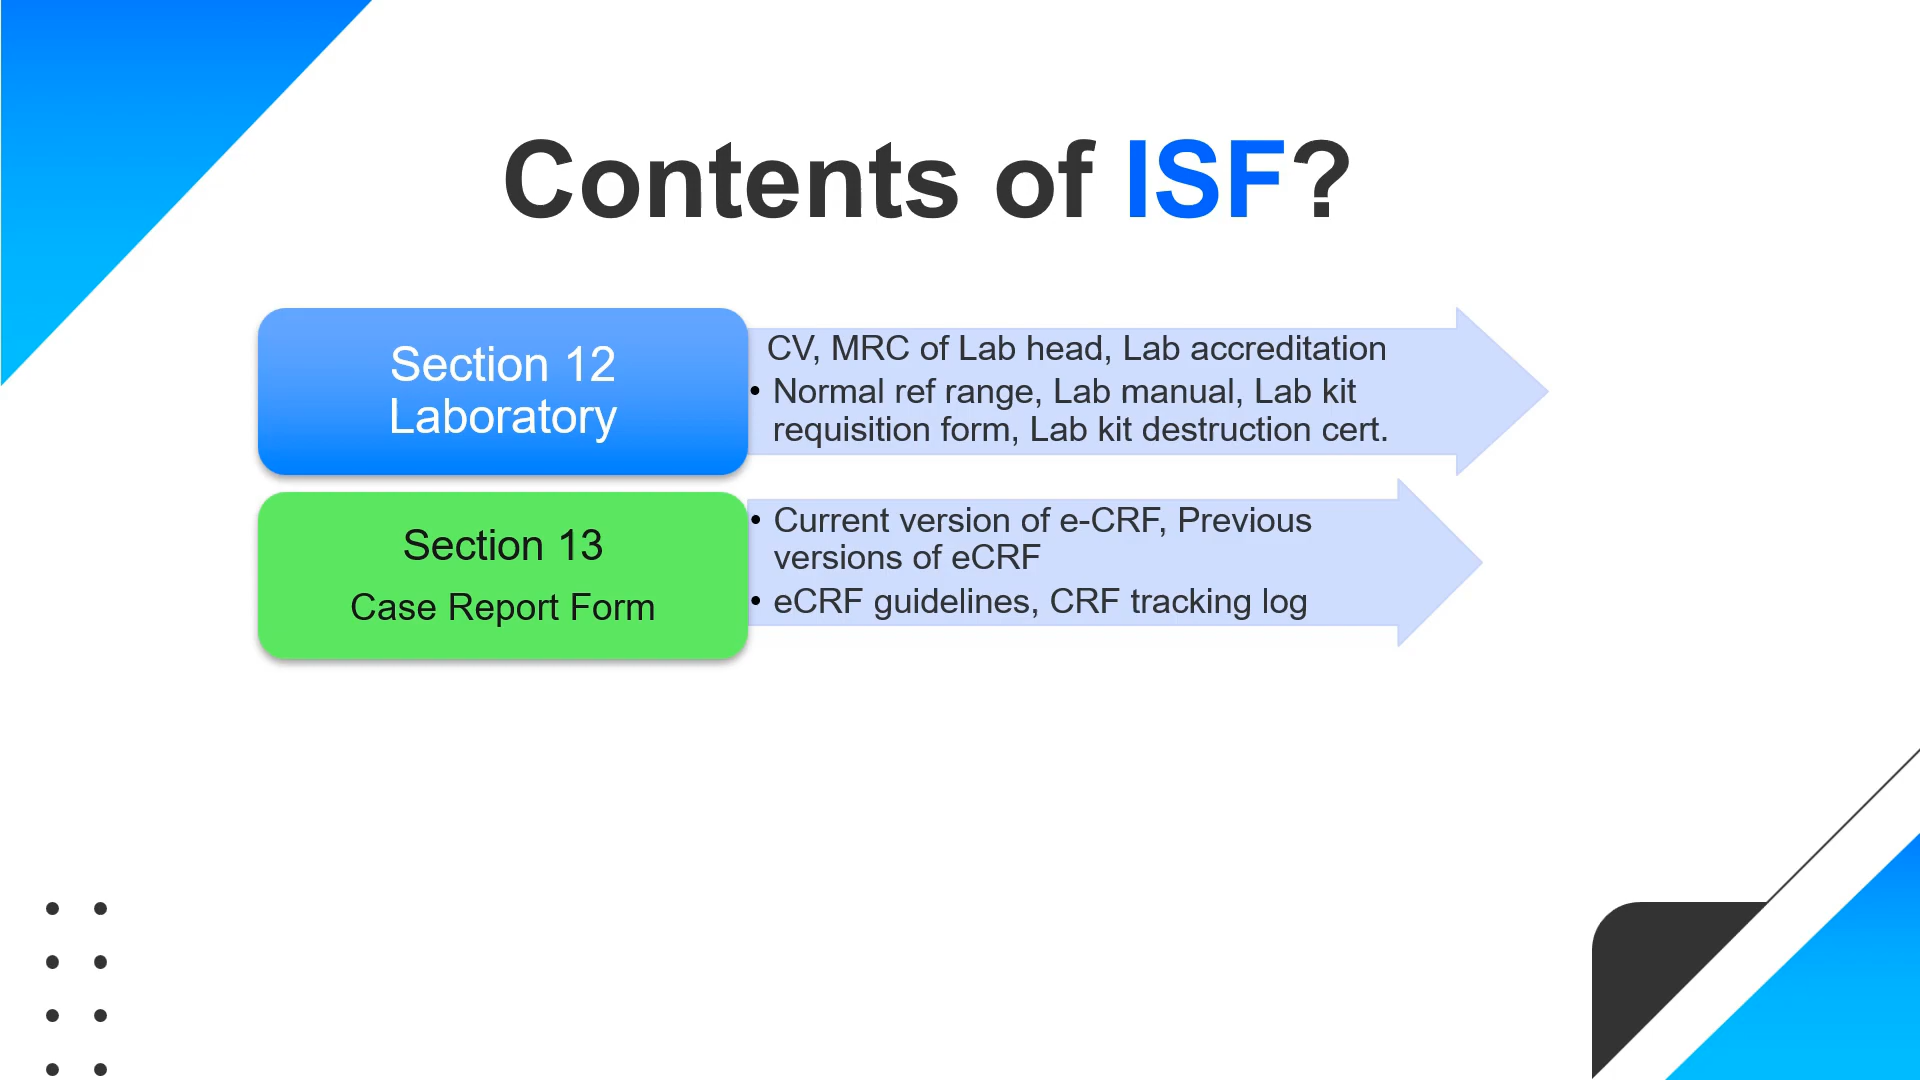 Contents of ISF?
Section 12
Laboratory
CV, MRC of Lab head, Lab accreditation
• Normal ref range, Lab manual, Lab kit
requisition form, Lab kit destruction cert.
Section 13
Case Report Form
• Current version of e-CRF, Previous
versions of eCRF
• eCRF guidelines, CRF tracking log